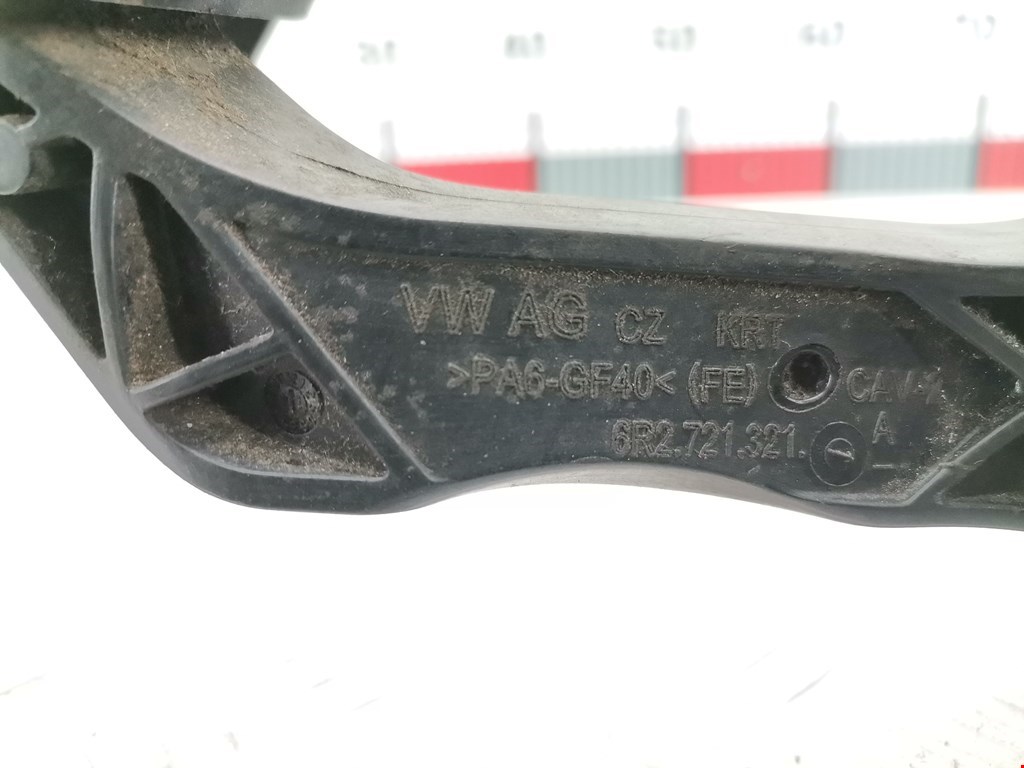 VW AG CZ KRT
>PA6-GF40< (FE) CAV-
6R2.721.321. 1 A